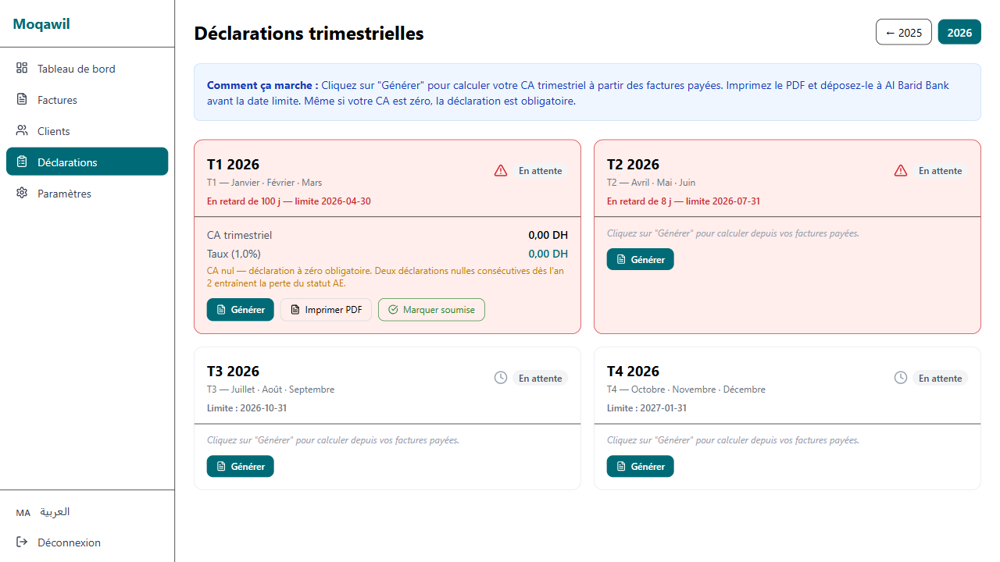 Moqawil
Tableau de bord
Factures
Clients
Déclarations
Paramètres
MA العربية
Déconnexion
Déclarations trimestrielles
← 2025
2026
Comment ça marche : Cliquez sur "Générer" pour calculer votre CA trimestriel à partir des factures payées. Imprimez le PDF et déposez-le à Al Barid Bank
avant la date limite. Même si votre CA est zéro, la déclaration est obligatoire.
T1 2026
En attente
T1 — Janvier · Février · Mars
En retard de 100 j — limite 2026-04-30
CA trimestriel 0,00 DH
Taux (1,0%) 0,00 DH
CA nul — déclaration à zéro obligatoire. Deux déclarations nulles consécutives dès l'an
2 entraînent la perte du statut AE.
Générer
Imprimer PDF
Marquer soumise
T2 2026
En attente
T2 — Avril · Mai · Juin
En retard de 8 j — limite 2026-07-31
Cliquez sur "Générer" pour calculer depuis vos factures payées.
Générer
T3 2026
En attente
T3 — Juillet · Août · Septembre
Limite : 2026-10-31
Cliquez sur "Générer" pour calculer depuis vos factures payées.
Générer
T4 2026
En attente
T4 — Octobre · Novembre · Décembre
Limite : 2027-01-31
Cliquez sur "Générer" pour calculer depuis vos factures payées.
Générer